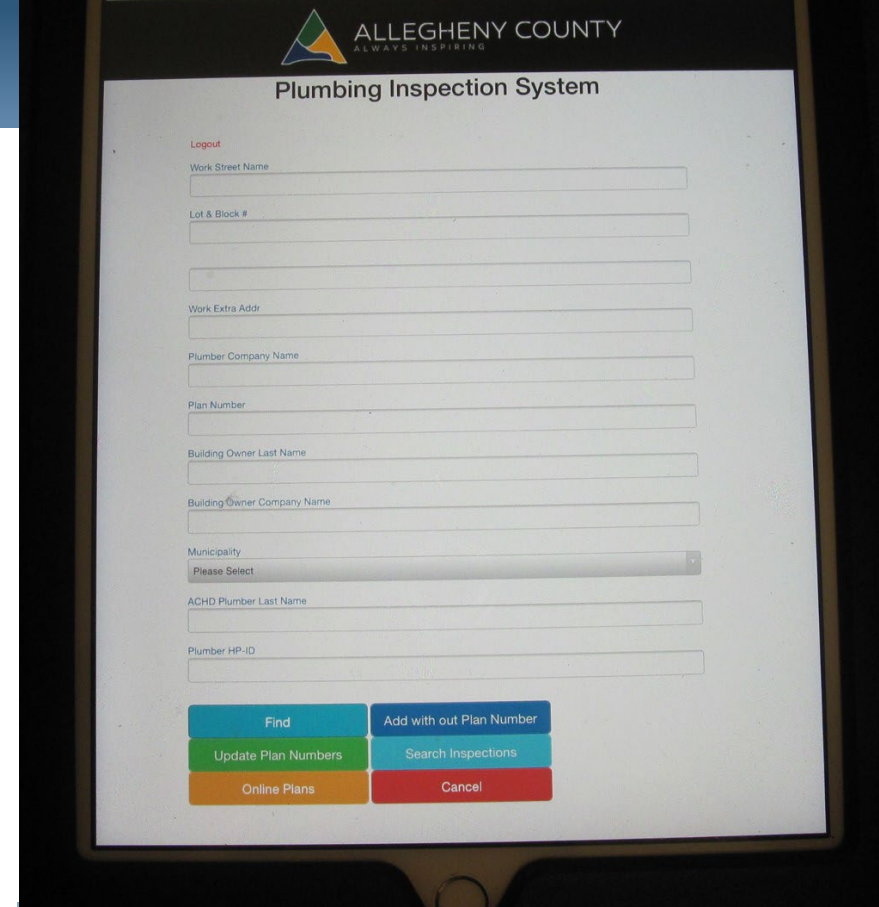 ALLEGHENY COUNTY
ALWAYS INSPIRING
Plumbing Inspection System
Logout
Work Street Name
Lot & Block #
Work Extra Addr
Plumber Company Name
Plan Number
Building Owner Last Name
Building Owner Company Name
Municipality
Please Select
ACHD Plumber Last Name
Plumber HP-ID
Find
Add with out Plan Number
Update Plan Numbers
Search Inspections
Online Plans
Cancel